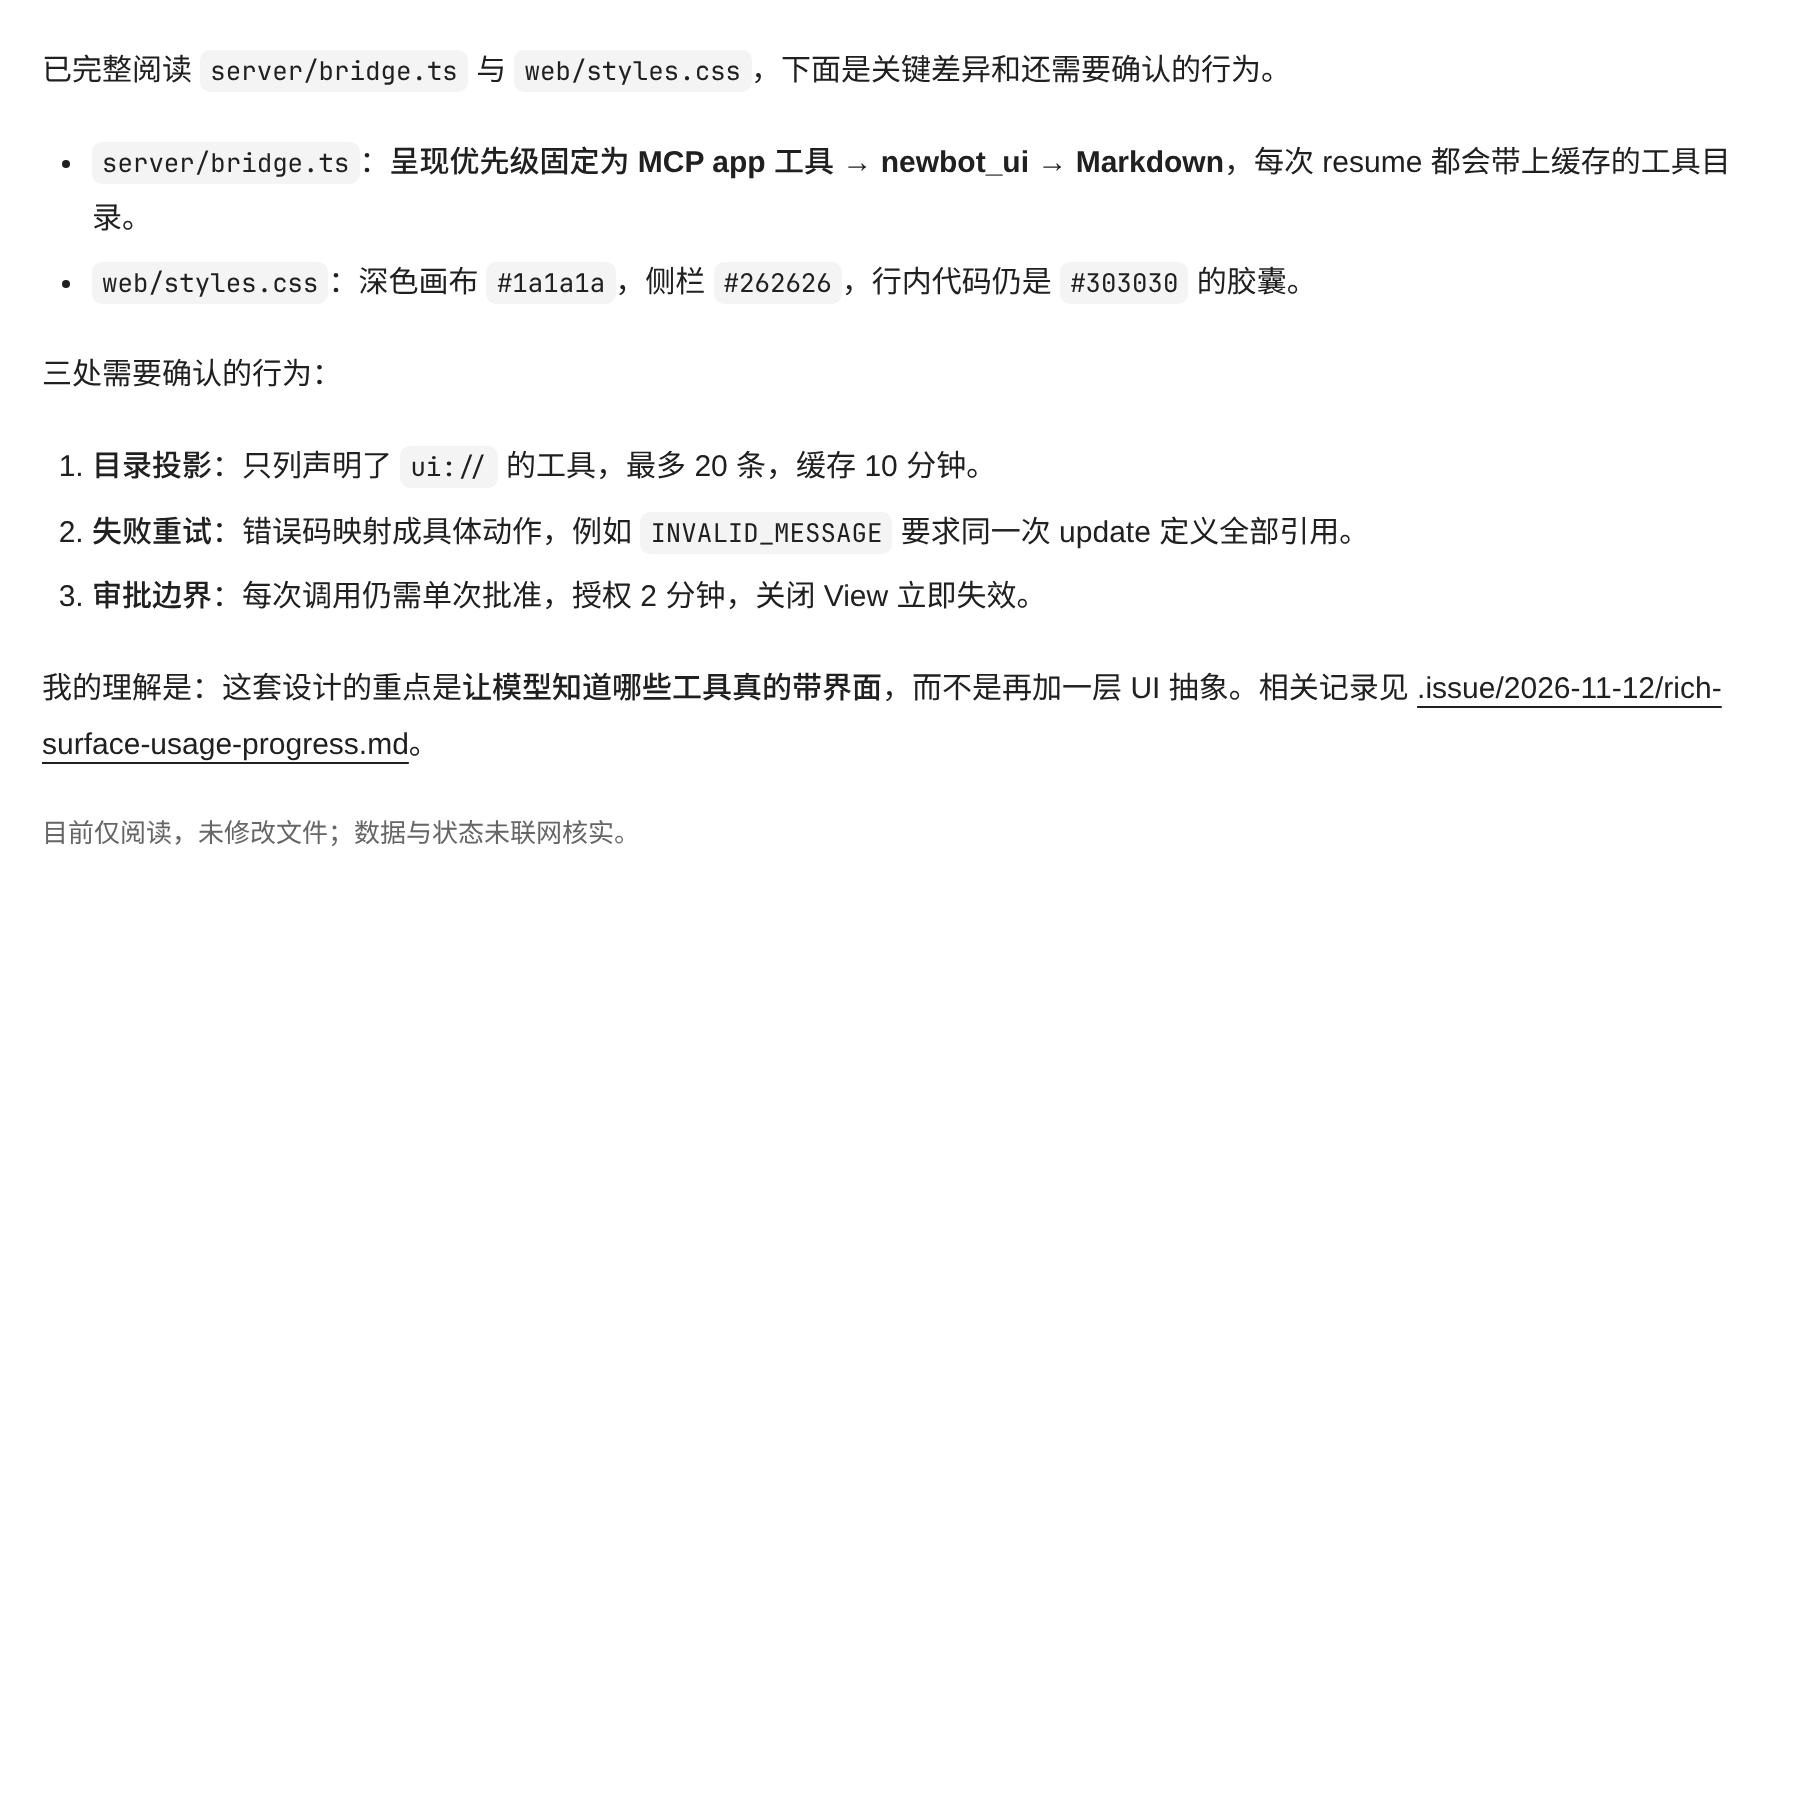 已完整阅读 server/bridge.ts 与 web/styles.css，下面是关键差异和还需要确认的行为。
• server/bridge.ts：呈现优先级固定为 MCP app 工具 → newbot_ui → Markdown，每次 resume 都会带上缓存的工具目
录。
• web/styles.css：深色画布 #1a1a1a，侧栏 #262626，行内代码仍是 #303030 的胶囊。
三处需要确认的行为：
1. 目录投影：只列声明了 ui:// 的工具，最多 20 条，缓存 10 分钟。
2. 失败重试：错误码映射成具体动作，例如 INVALID_MESSAGE 要求同一次 update 定义全部引用。
3. 审批边界：每次调用仍需单次批准，授权 2 分钟，关闭 View 立即失效。
我的理解是：这套设计的重点是让模型知道哪些工具真的带界面，而不是再加一层 UI 抽象。相关记录见 .issue/2026-11-12/rich-
surface-usage-progress.md。
目前仅阅读，未修改文件；数据与状态未联网核实。